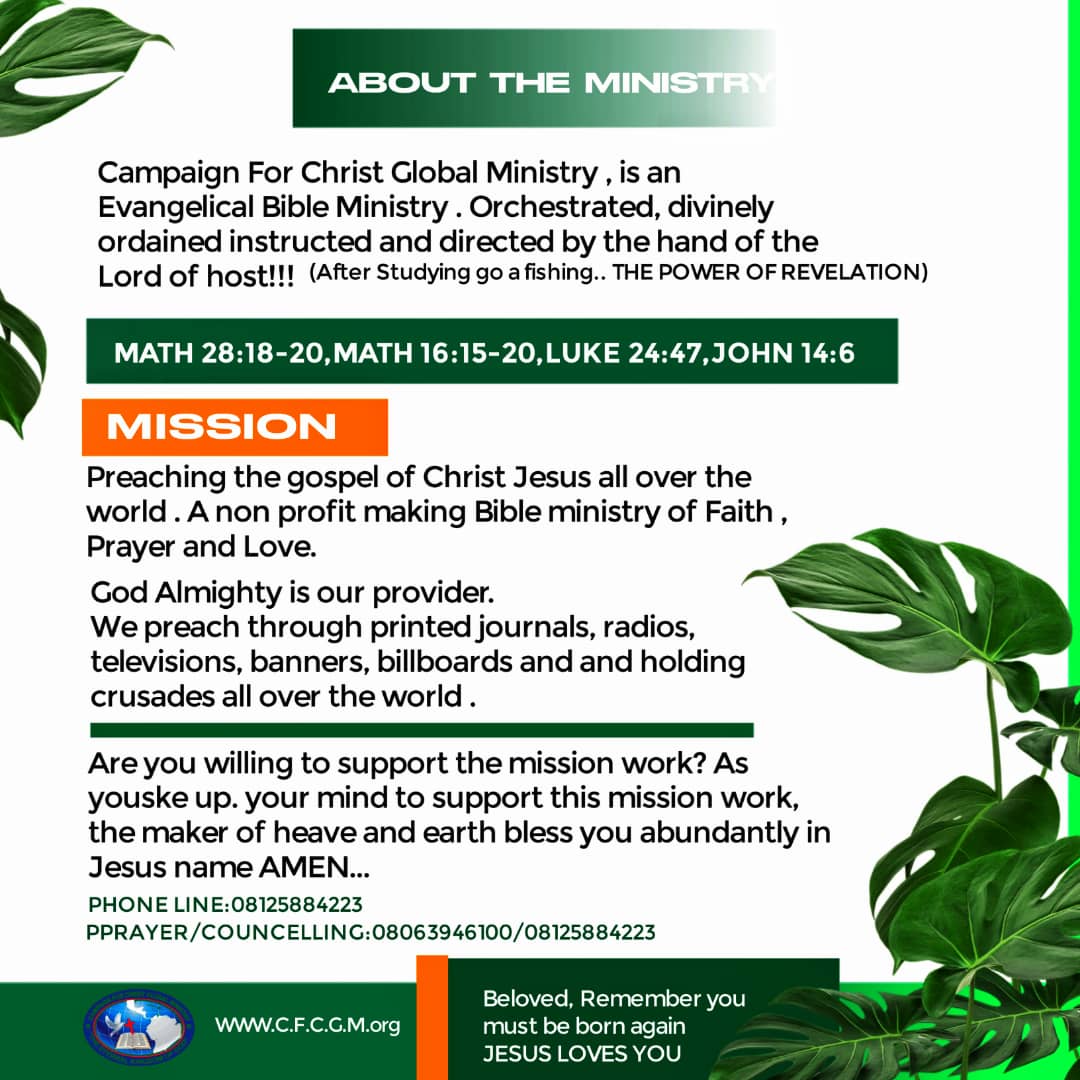 ABOUT THE MINISTRY
Campaign For Christ Global Ministry , is an
Evangelical Bible Ministry . Orchestrated, divinely
ordained instructed and directed by the hand of the
Lord of host!!! (After Studying go a fishing.. THE POWER OF REVELATION)
MATH 28:18-20,MATH 16:15-20,LUKE 24:47,JOHN 14:6
MISSION
Preaching the gospel of Christ Jesus all over the
world . A non profit making Bible ministry of Faith ,
Prayer and Love.
God Almighty is our provider.
We preach through printed journals, radios,
televisions, banners, billboards and and holding
crusades all over the world .
Are you willing to support the mission work? As
youske up. your mind to support this mission work,
the maker of heave and earth bless you abundantly in
Jesus name AMEN...
PHONE LINE:08125884223
PPRAYER/COUNCELLING:08063946100/08125884223
WWW.C.F.C.G.M.org
Beloved, Remember you
must be born again
JESUS LOVES YOU